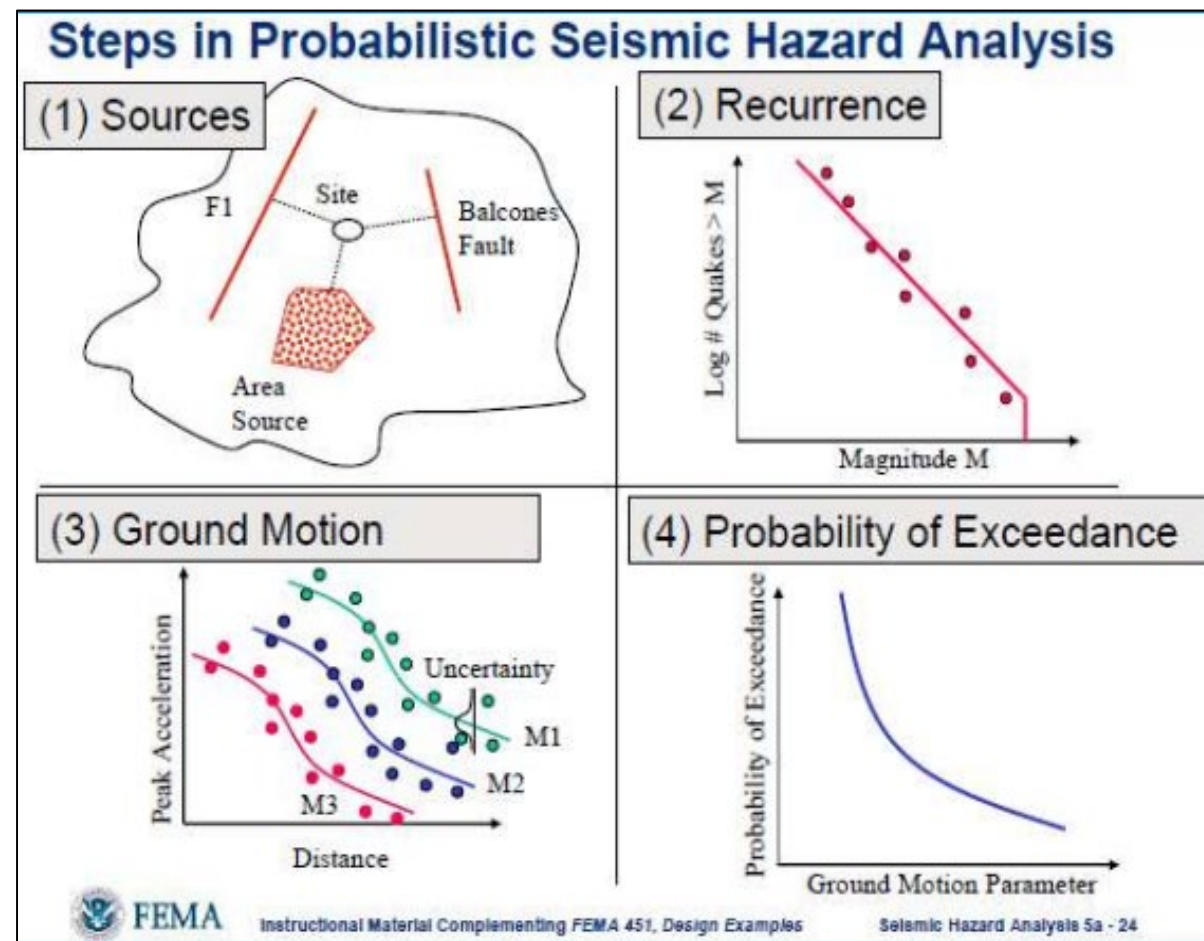 Steps in Probabilistic Seismic Hazard Analysis
(1) Sources
F1
Site
Balcones
Fault
Area
Source
(2) Recurrence
Log # Quakes > M
Magnitude M
(3) Ground Motion
Peak Acceleration
Uncertainty
M1
M2
M3
Distance
(4) Probability of Exceedance
Probability of Exceedance
Ground Motion Parameter
FEMA
Instructional Material Complementing FEMA 451, Design Examples
Seismic Hazard Analysis 5a - 24